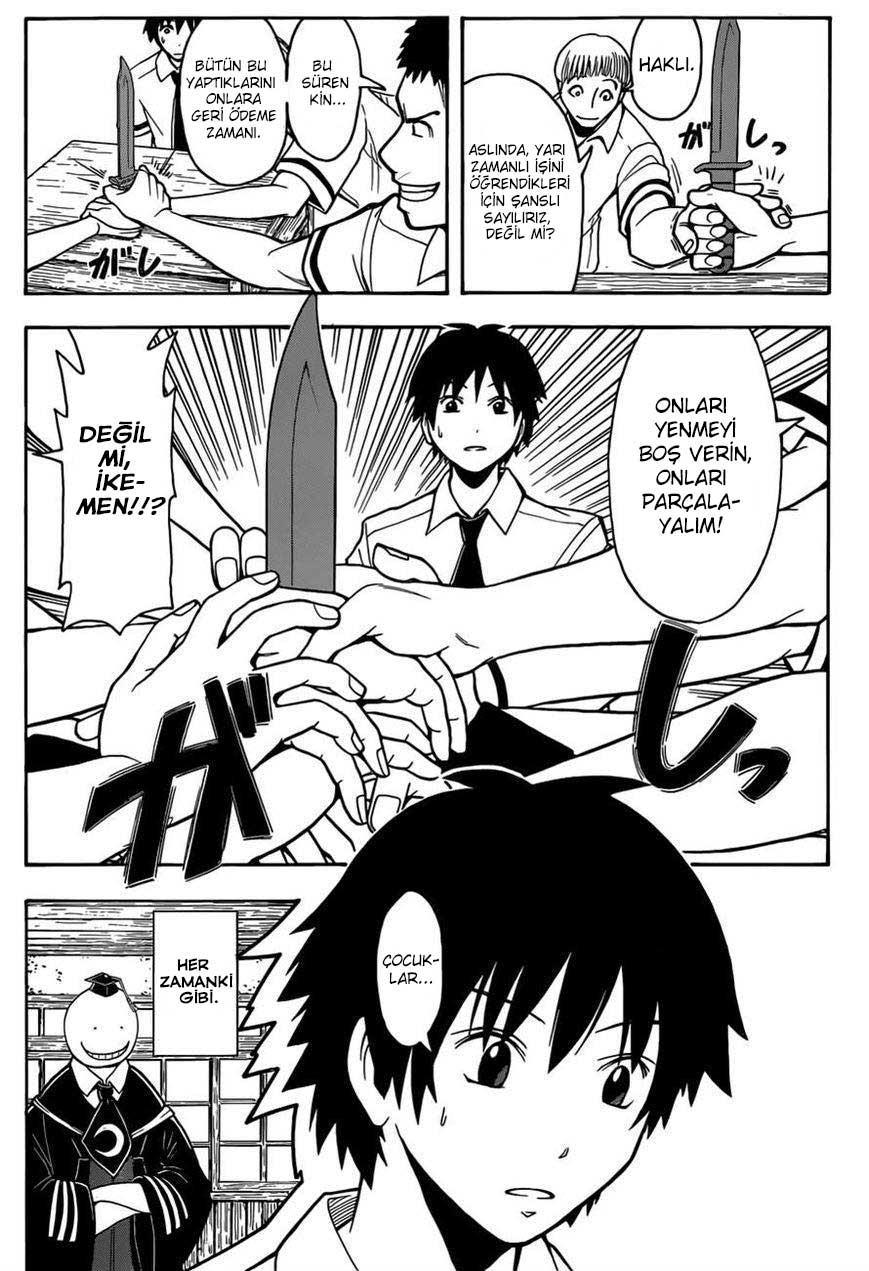 HAKLI.
ASLINDA, YARI
ZAMANLI İŞİNİ
ÖĞRENDİKLERİ
İÇİN ŞANSLI
SAYILIRIZ,
DEĞİL Mİ?
がしっ
BU
SÜREN
KİN...
BÜTÜN BU
YAPTIKLARINI
ONLARA
GERİ ÖDEME
ZAMANI.
がし
ONLARI
YENMEYİ
BOŞ VERİN,
ONLARI
PARÇALA-
YALIM!
DEĞİL
Mİ,
İKE-
MEN!!?
がしっ
ÇOCUK-
LAR...
HER
ZAMANKİ
GİBİ.